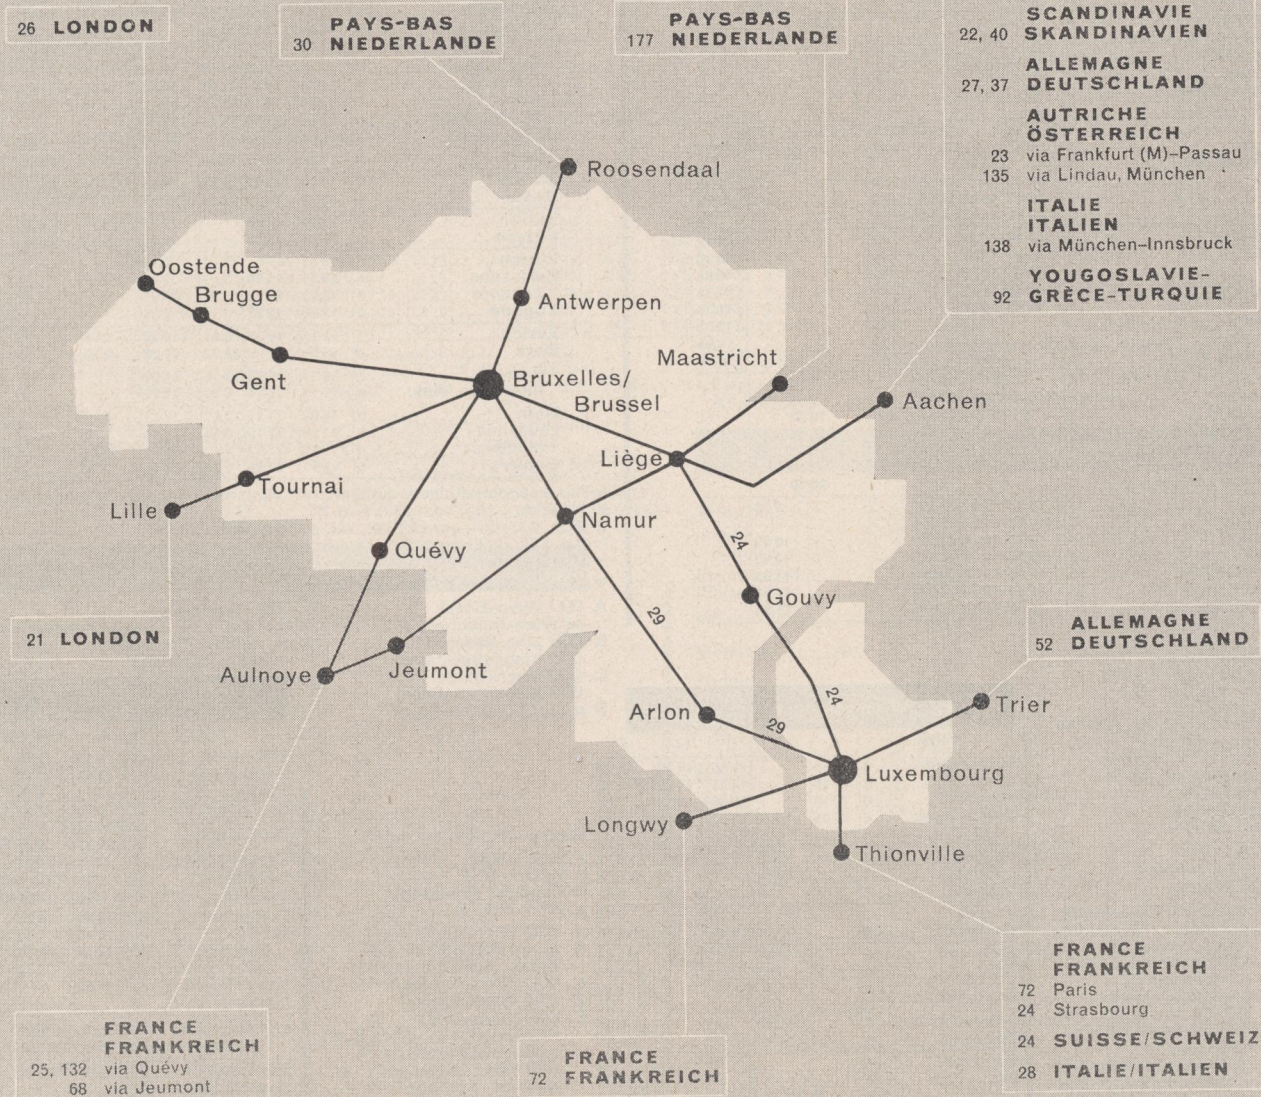 26 LONDON
PAYS-BAS
30 NIEDERLANDE
PAYS-BAS
177 NIEDERLANDE
SCANDINAVIE
22, 40 SKANDINAVIEN
ALLEMAGNE
27, 37 DEUTSCHLAND
AUTRICHE
ÖSTERREICH
23 via Frankfurt (M)–Passau
135 via Lindau, München
ITALIE
ITALIEN
138 via München–Innsbruck
YOUGOSLAVIE-
92 GRÈCE-TURQUIE
Roosendaal
Oostende
Brugge
Antwerpen
Gent
Maastricht
Bruxelles/
Brussel
Aachen
Liège
Tournai
Lille
Namur
24
Quévy
Gouvy
29
21 LONDON
ALLEMAGNE
52 DEUTSCHLAND
Aulnoye
Jeumont
24
Trier
Arlon
29
Luxembourg
Longwy
Thionville
FRANCE
FRANKREICH
72 Paris
24 Strasbourg
24 SUISSE/SCHWEIZ
28 ITALIE/ITALIEN
FRANCE
FRANKREICH
25, 132 via Quévy
68 via Jeumont
FRANCE
72 FRANKREICH